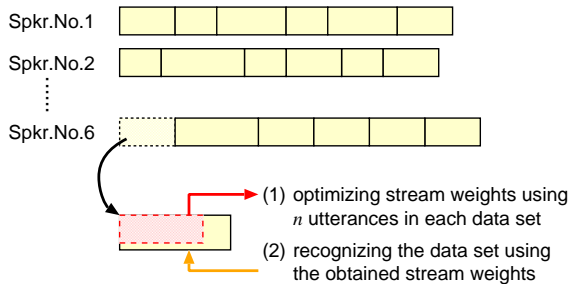 Spkr.No.1
Spkr.No.2
Spkr.No.6
(1) optimizing stream weights using
n utterances in each data set
(2) recognizing the data set using
the obtained stream weights